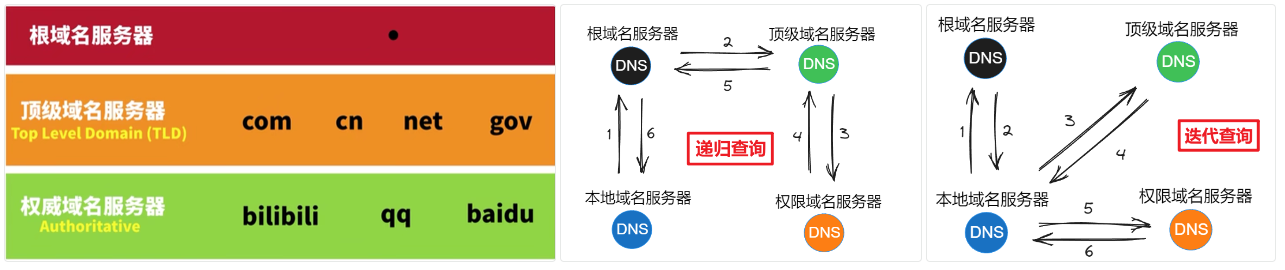 根域名服务器 .
顶级域名服务器
Top Level Domain (TLD)
com cn net gov
权威域名服务器
Authoritative
bilibili qq baidu
根域名服务器
顶级域名服务器
DNS
DNS
2
5
1
6
4
3
递归查询
本地域名服务器
权限域名服务器
DNS
DNS
根域名服务器
顶级域名服务器
DNS
DNS
1
2
3
4
迭代查询
本地域名服务器
权限域名服务器
DNS
DNS
5
6